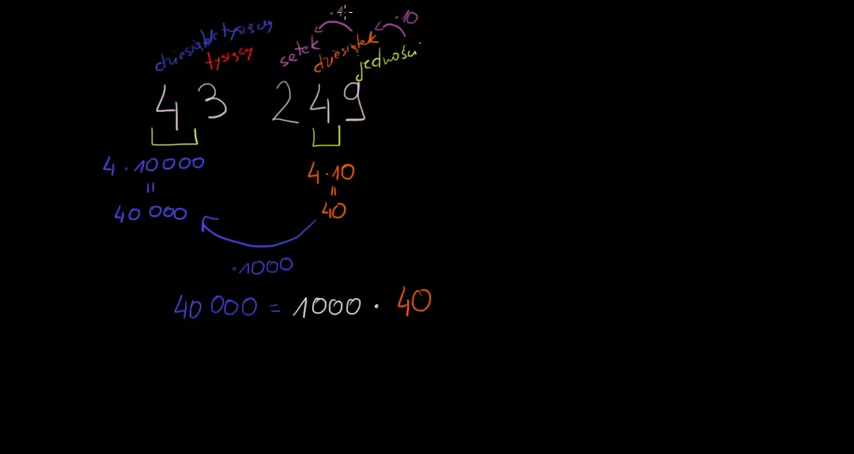 ·10
dziesiątek tysięcy tysięcy setek dziesiątek jedności
43 249
4·10000 4·10
= =
40 000 40
·1000
40 000 = 1000 · 40